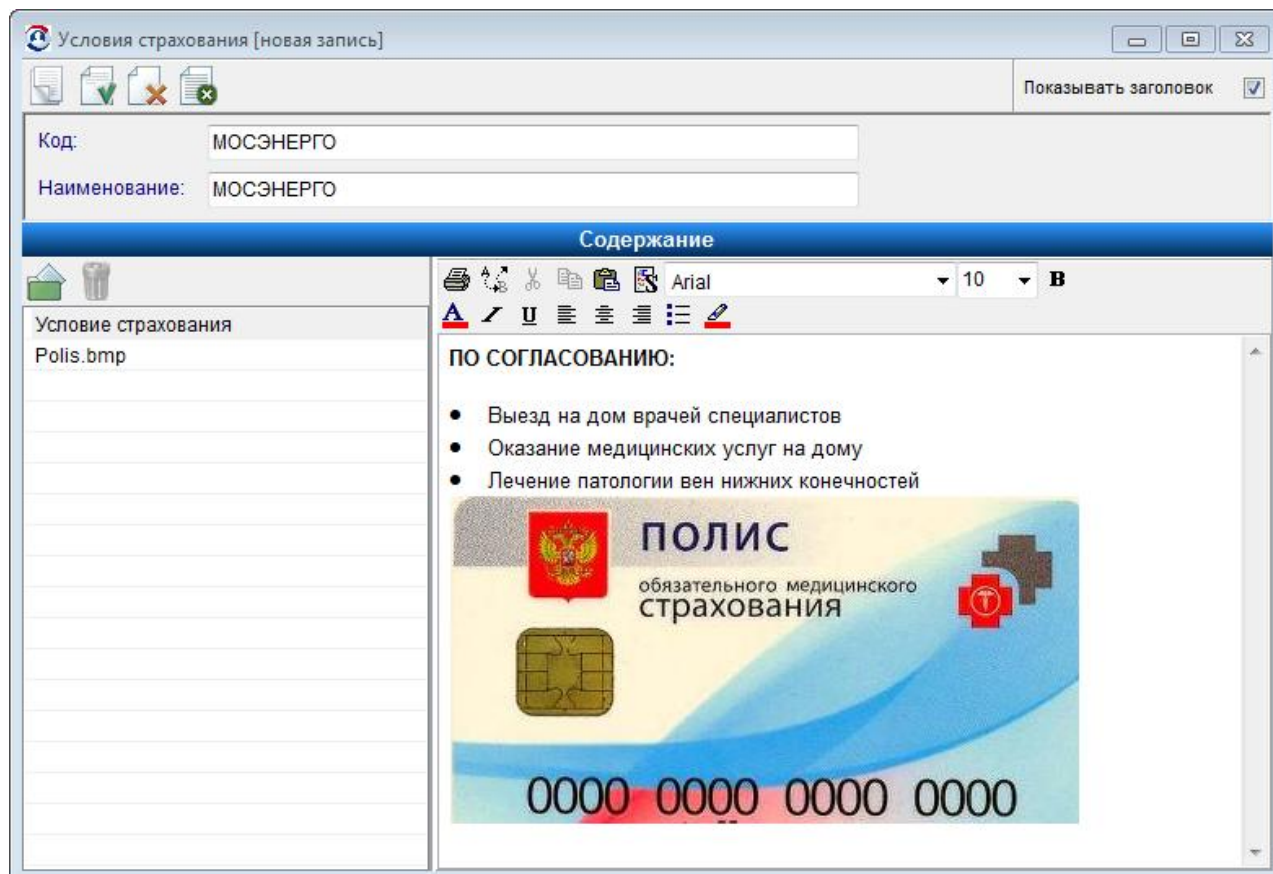 Условия страхования [новая запись]
Показывать заголовок
Код: МОСЭНЕРГО
Наименование: МОСЭНЕРГО
Содержание
Arial 10 B
A U
Условие страхования
Polis.bmp
ПО СОГЛАСОВАНИЮ:
• Выезд на дом врачей специалистов
• Оказание медицинских услуг на дому
• Лечение патологии вен нижних конечностей
ПОЛИС
обязательного медицинского
страхования
0000 0000 0000 0000